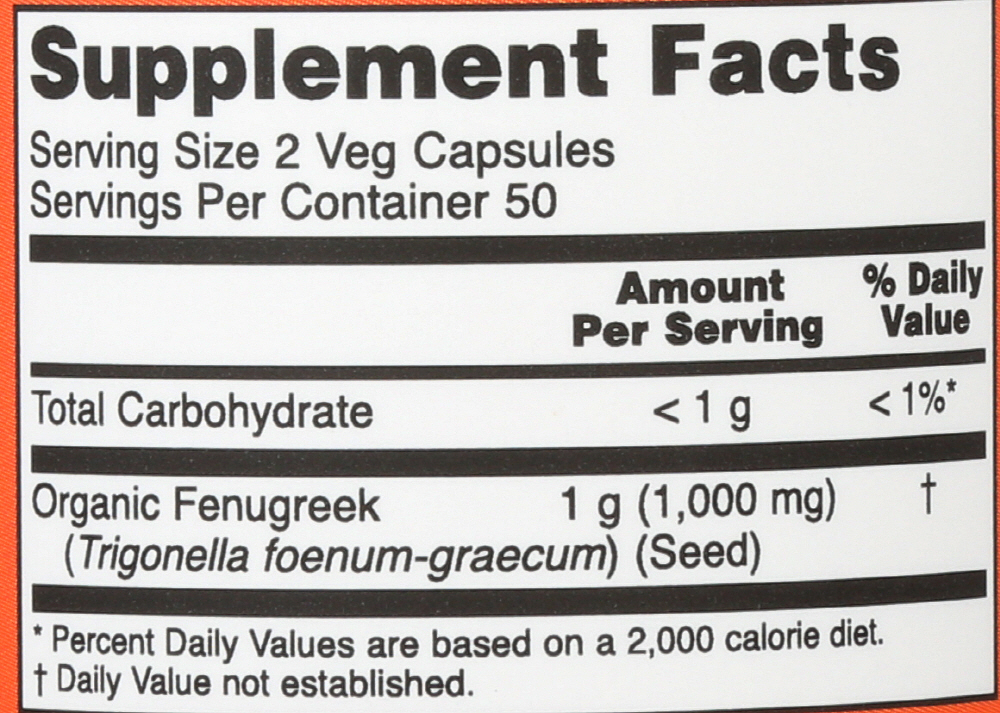 Supplement Facts
Serving Size 2 Veg Capsules
Servings Per Container 50
Amount Per Serving
% Daily Value
Total Carbohydrate < 1 g < 1%*
Organic Fenugreek 1 g (1,000 mg) †
(Trigonella foenum-graecum) (Seed)
* Percent Daily Values are based on a 2,000 calorie diet.
† Daily Value not established.